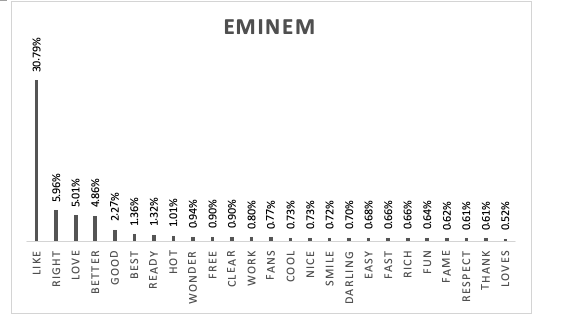 EMINEM
30.79%
5.96%
5.01%
4.86%
2.27%
1.36%
1.32%
1.01%
0.94%
0.90%
0.90%
0.80%
0.77%
0.73%
0.73%
0.72%
0.70%
0.68%
0.66%
0.66%
0.64%
0.62%
0.61%
0.61%
0.52%
LIKE
RIGHT
LOVE
BETTER
GOOD
BEST
READY
HOT
WONDER
FREE
CLEAR
WORK
FANS
COOL
NICE
SMILE
DARLING
EASY
FAST
RICH
FUN
FAME
RESPECT
THANK
LOVES